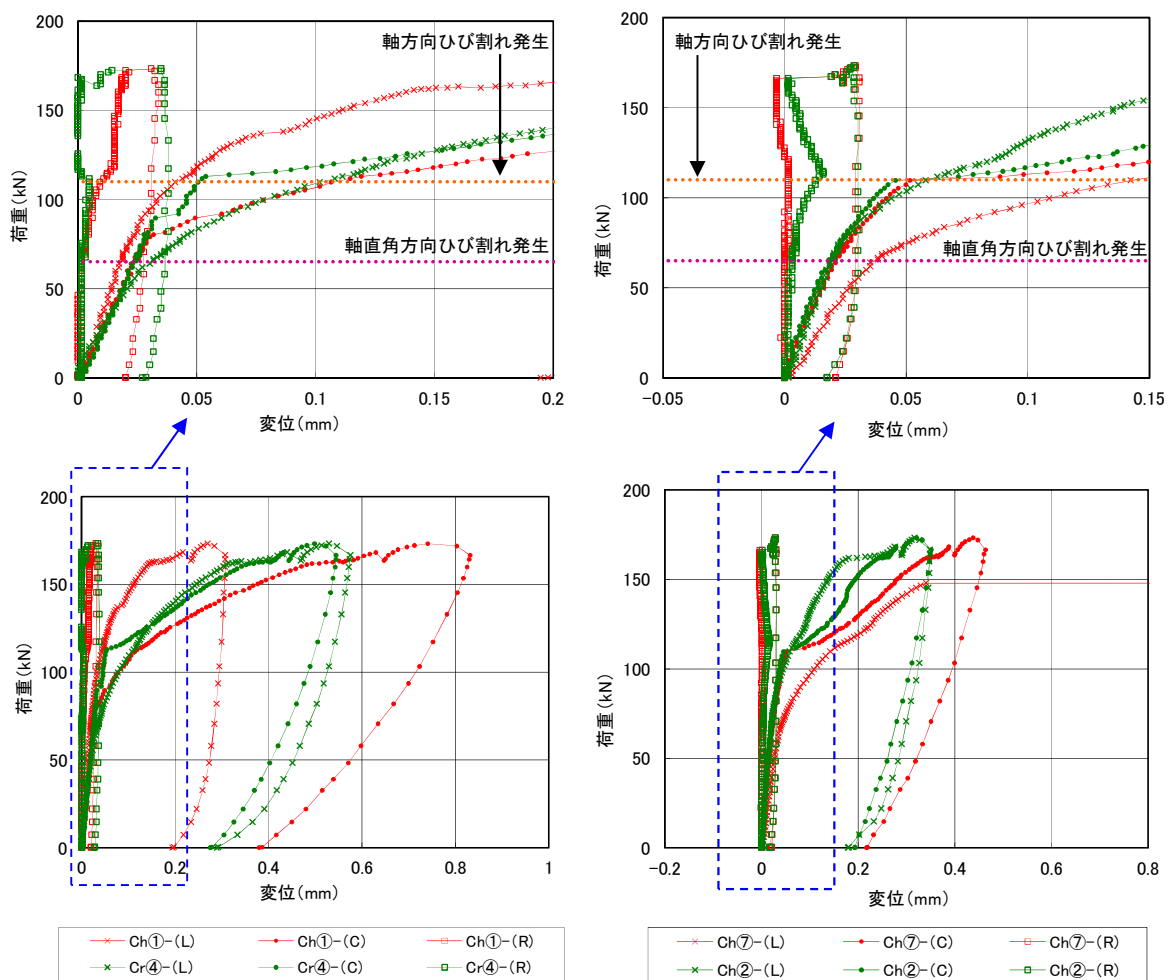 200
150
100
50
0
荷重(kN)
軸方向ひび割れ発生
軸直角方向ひび割れ発生
0
0.05
0.1
0.15
0.2
変位(mm)
200
150
100
50
0
荷重(kN)
軸方向ひび割れ発生
軸直角方向ひび割れ発生
-0.05
0
0.05
0.1
0.15
変位(mm)
200
150
100
50
0
荷重(kN)
0
0.2
0.4
0.6
0.8
1
変位(mm)
200
150
100
50
0
荷重(kN)
-0.2
0
0.2
0.4
0.6
0.8
変位(mm)
Ch①-(L) Ch①-(C) Ch①-(R)
Cr④-(L) Cr④-(C) Cr④-(R)
Ch⑦-(L) Ch⑦-(C) Ch⑦-(R)
Ch②-(L) Ch②-(C) Ch②-(R)